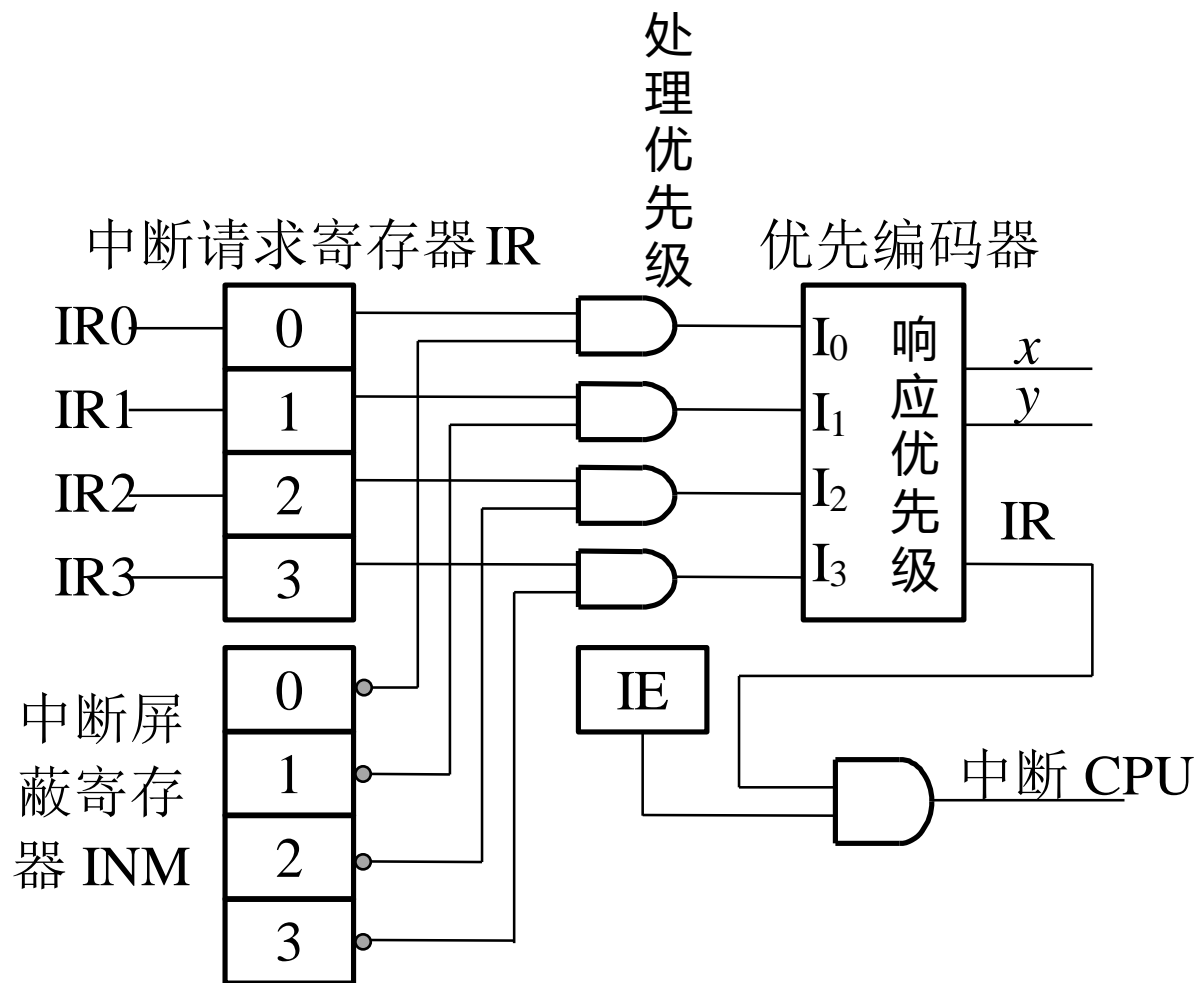 处理优先级
中断请求寄存器 IR
优先编码器
IR0
IR1
IR2
IR3
0
1
2
3
I0
I1
I2
I3
响应优先级
x
y
IR
中断屏
蔽寄存
器 INM
0
1
2
3
IE
中断 CPU